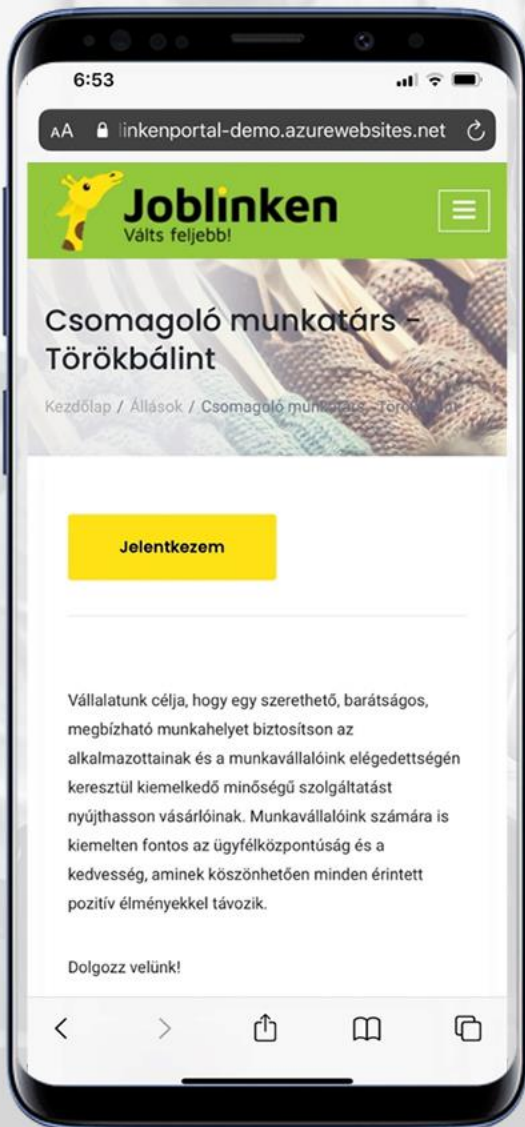 6:53
AA linkenportal-demo.azurewebsites.net
Joblinken
Válts feljebb!
Csomagoló munkatárs -
Törökbálint
Kezdőlap / Állások / Csomagoló munkatárs - Törökbálint
Jelentkezem
Vállalatunk célja, hogy egy szerethető, barátságos,
megbízható munkahelyet biztosítson az
alkalmazottainak és a munkavállalóink elégedettségén
keresztül kiemelkedő minőségű szolgáltatást
nyújthasson vásárlóinak. Munkavállalóink számára is
kiemelten fontos az ügyfélközpontúság és a
kedvesség, aminek köszönhetően minden érintett
pozitív élményekkel távozik.
Dolgozz velünk!